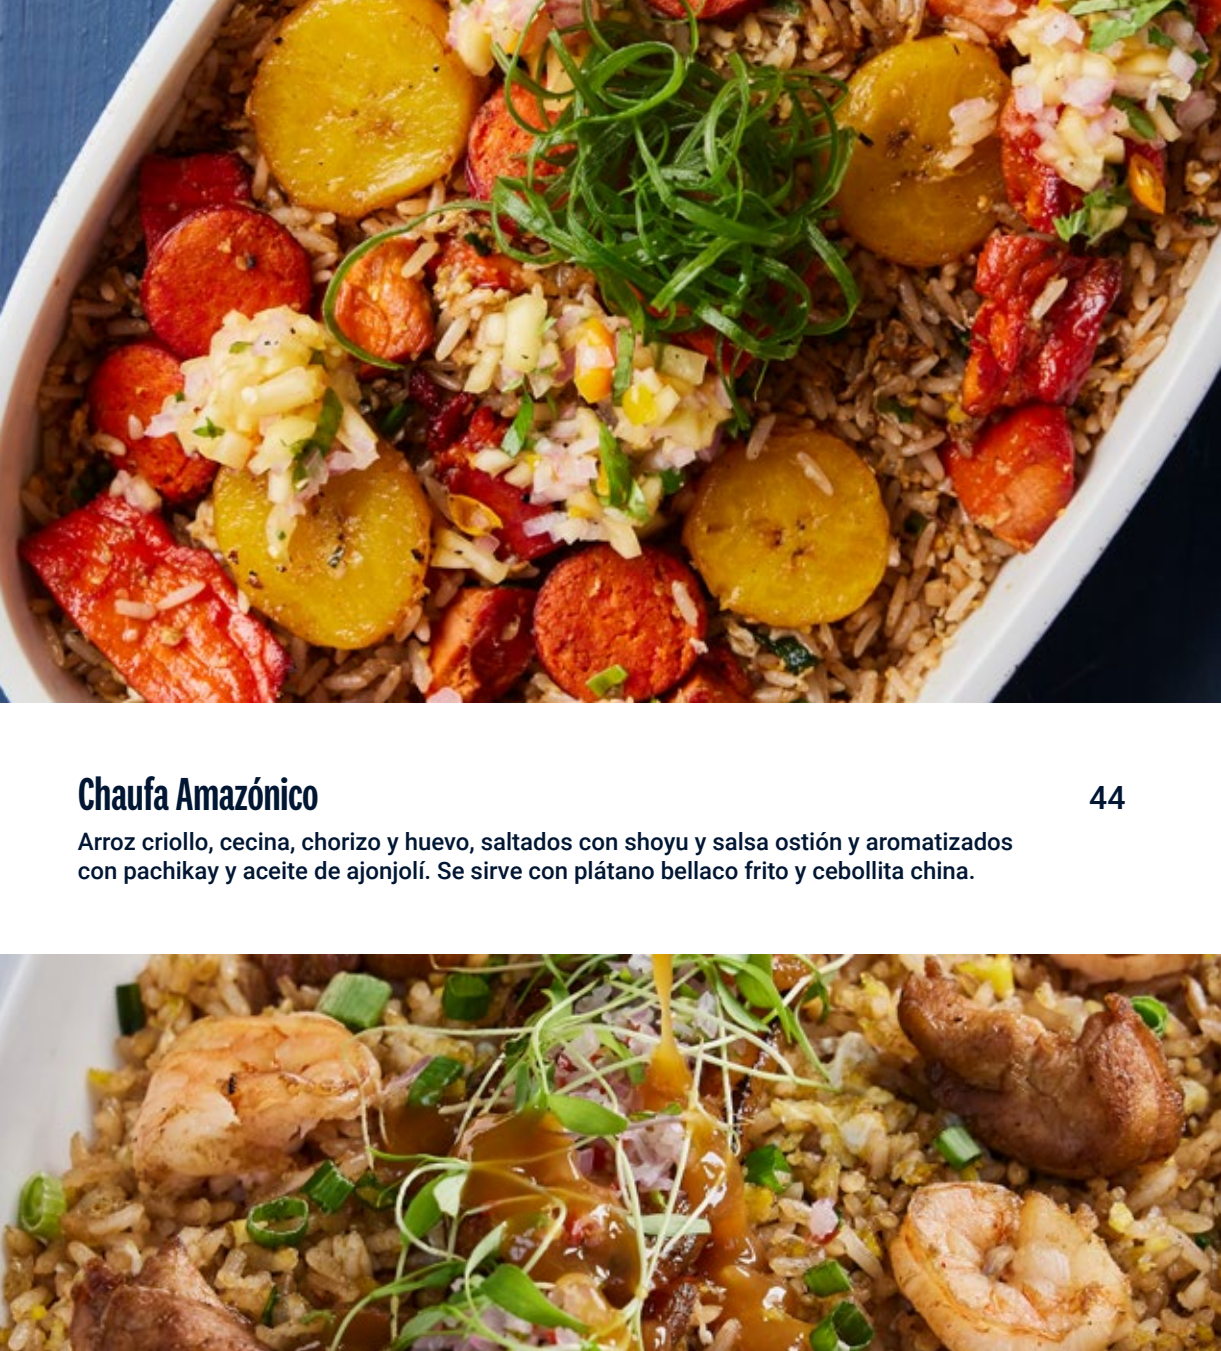 Chaufa Amazónico
44
Arroz criollo, cecina, chorizo y huevo, saltados con shoyu y salsa ostión y aromatizados
con pachikay y aceite de ajonjolí. Se sirve con plátano bellaco frito y cebollita china.